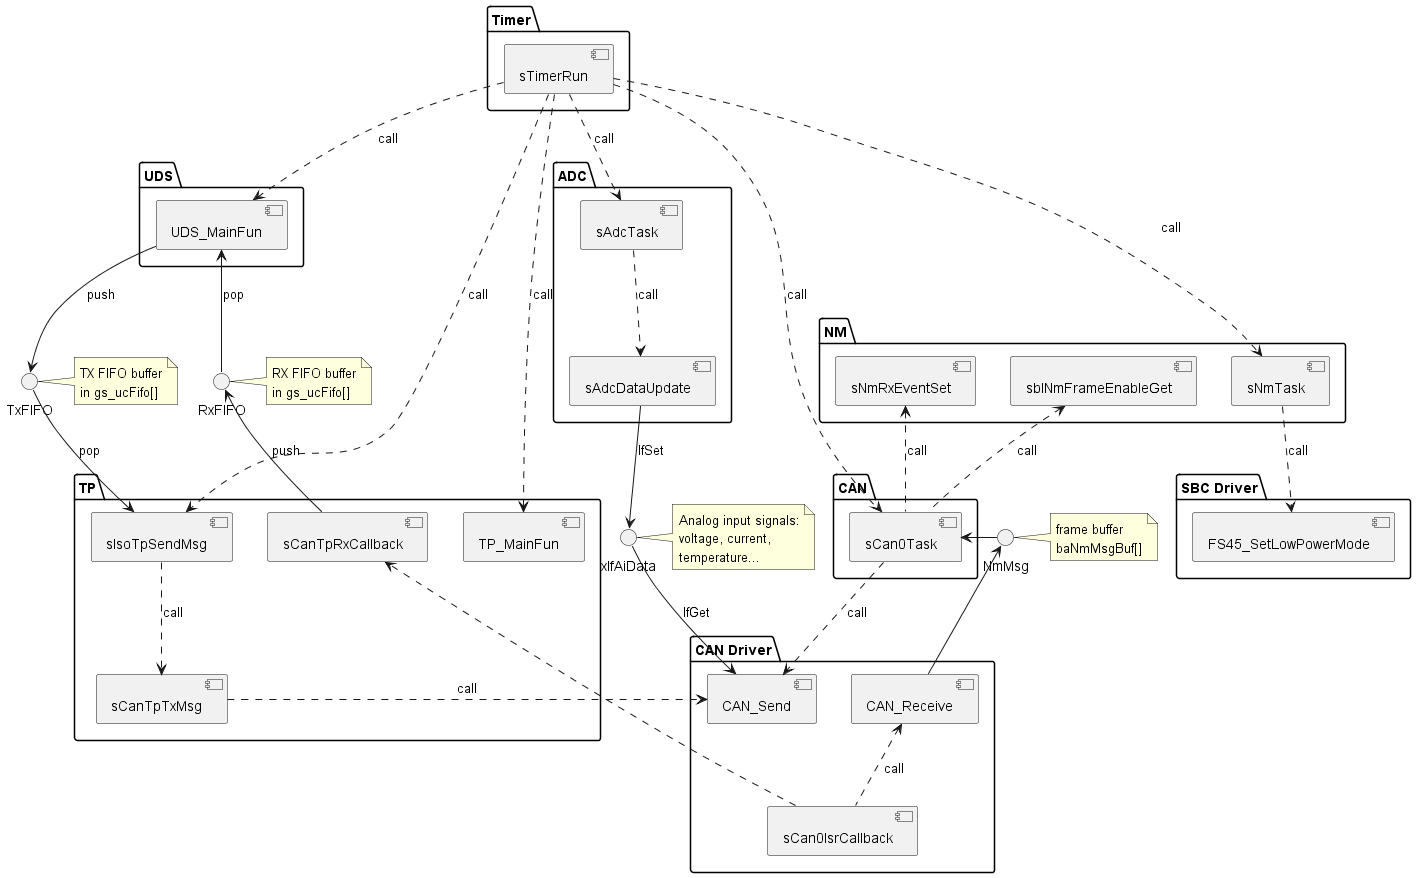 Timer
sTimerRun
call
call
UDS
ADC
UDS_MainFun
sAdcTask
call
push
pop
call
call
call
call
NM
TX FIFO buffer
in gs_ucFifo[]
RX FIFO buffer
in gs_ucFifo[]
sAdcDataUpdate
sNmRxEventSet
sblNmFrameEnableGet
sNmTask
TxFIFO
RxFIFO
pop
push
IfSet
call
call
call
TP
CAN
SBC Driver
sIsoTpSendMsg
sCanTpRxCallback
TP_MainFun
Analog input signals:
voltage, current,
temperature...
sCan0Task
frame buffer
baNmMsgBuf[]
FS45_SetLowPowerMode
xIfAiData
NmMsg
call
IfGet
call
CAN Driver
sCanTpTxMsg
call
CAN_Send
CAN_Receive
call
sCan0IsrCallback